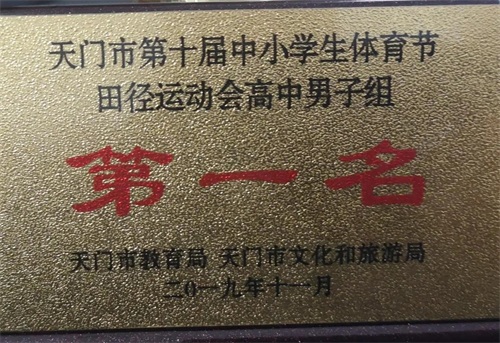 天门市第十届中小学生体育节
田径运动会高中男子组
第一名
天门市教育局 天门市文化和旅游局
二0一九年十一月